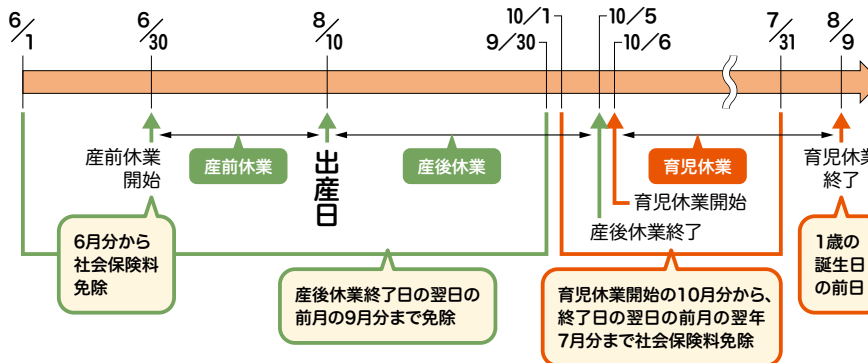 6/1
6/30
8/10
9/30
10/1
10/5
10/6
7/31
8/9
産前休業
開始
産前休業
出産日
産後休業
育児休業
育児休業開始
産後休業終了
育児休業
終了
6月分から
社会保険料
免除
産後休業終了日の翌日の
前月の9月分まで免除
育児休業開始の10月分から、
終了日の翌日の前月の翌年
7月分まで社会保険料免除
1歳の
誕生日
の前日